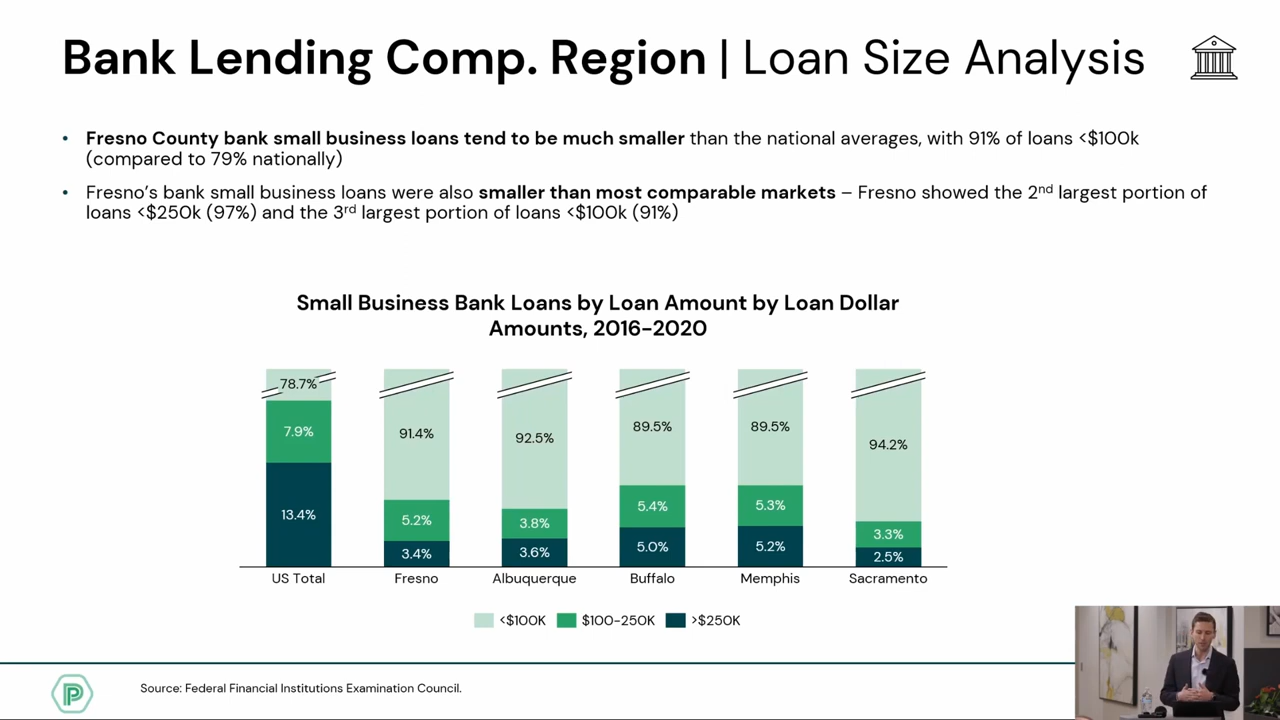 Bank Lending Comp. Region | Loan Size Analysis
• Fresno County bank small business loans tend to be much smaller than the national averages, with 91% of loans <$100k
(compared to 79% nationally)
• Fresno’s bank small business loans were also smaller than most comparable markets – Fresno showed the 2nd largest portion of
loans <$250k (97%) and the 3rd largest portion of loans <$100k (91%)
Small Business Bank Loans by Loan Amount by Loan Dollar
Amounts, 2016-2020
78.7%
7.9%
13.4%
91.4%
5.2%
3.4%
92.5%
3.8%
3.6%
89.5%
5.4%
5.0%
89.5%
5.3%
5.2%
94.2%
3.3%
2.5%
US Total Fresno Albuquerque Buffalo Memphis Sacramento
<$100K $100-250K >$250K
P
Source: Federal Financial Institutions Examination Council.